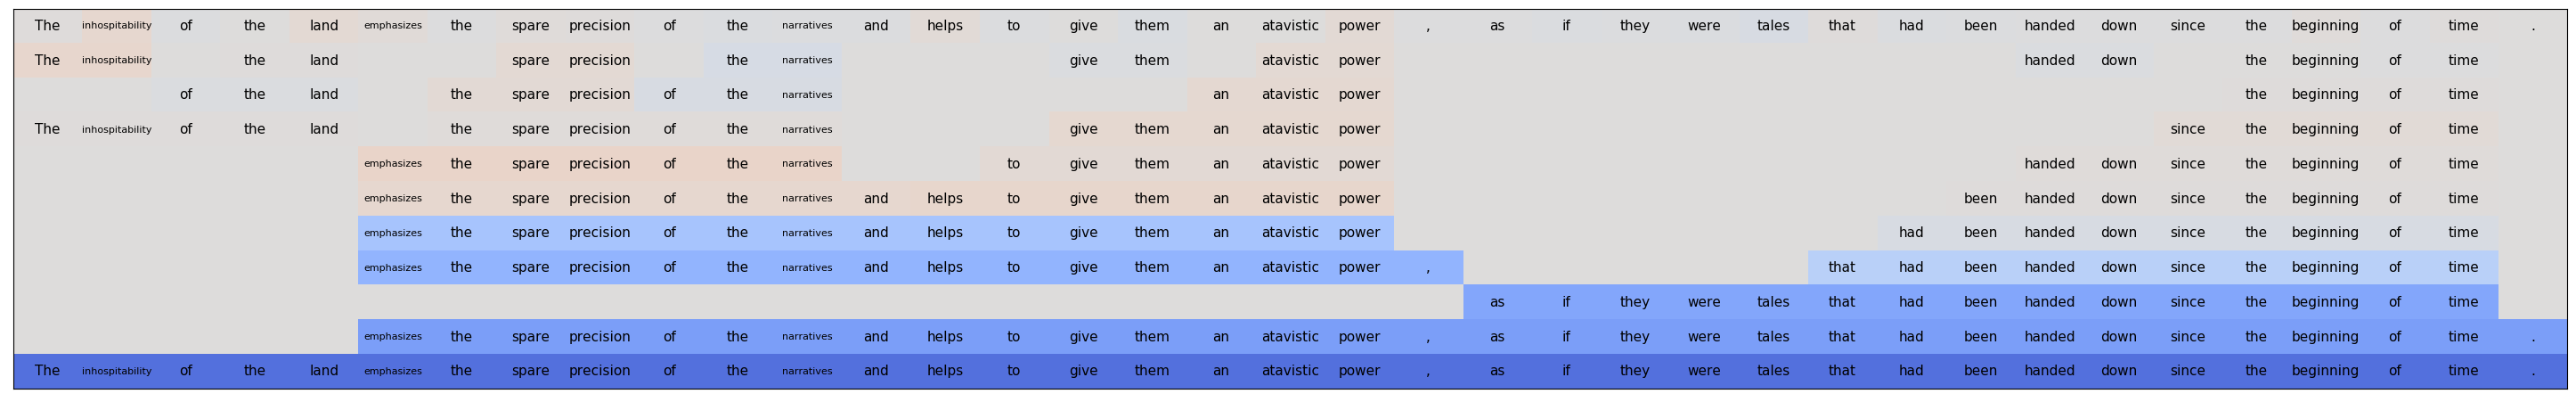 The inhospitability of the land emphasizes the spare precision of the narratives and helps to give them an atavistic power , as if they were tales that had been handed down since the beginning of time .
The inhospitability the land spare precision the narratives give them atavistic power handed down the beginning of time
of the land the spare precision of the narratives an atavistic power the beginning of time
The inhospitability of the land the spare precision of the narratives give them an atavistic power since the beginning of time
emphasizes the spare precision of the narratives to give them an atavistic power handed down since the beginning of time
emphasizes the spare precision of the narratives and helps to give them an atavistic power been handed down since the beginning of time
emphasizes the spare precision of the narratives and helps to give them an atavistic power had been handed down since the beginning of time
emphasizes the spare precision of the narratives and helps to give them an atavistic power , that had been handed down since the beginning of time
as if they were tales that had been handed down since the beginning of time
emphasizes the spare precision of the narratives and helps to give them an atavistic power , as if they were tales that had been handed down since the beginning of time .
The inhospitability of the land emphasizes the spare precision of the narratives and helps to give them an atavistic power , as if they were tales that had been handed down since the beginning of time .